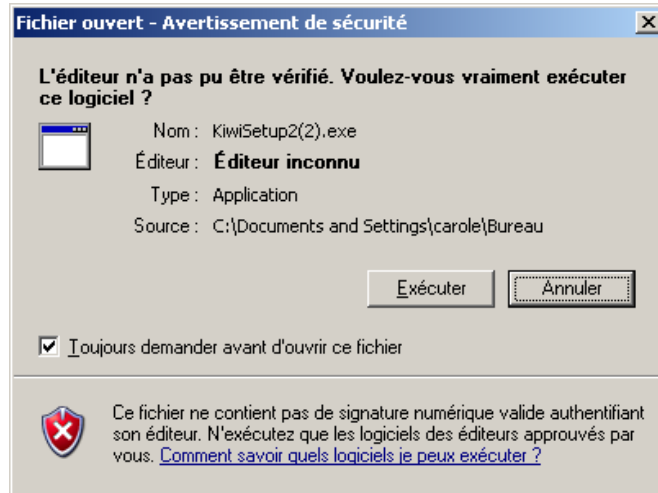 Fichier ouvert - Avertissement de sécurité
L'éditeur n'a pas pu être vérifié. Voulez-vous vraiment exécuter
ce logiciel ?
Nom : KiwiSetup2(2).exe
Éditeur : Éditeur inconnu
Type : Application
Source : C:\Documents and Settings\carole\Bureau
Exécuter Annuler
Toujours demander avant d'ouvrir ce fichier
Ce fichier ne contient pas de signature numérique valide authentifiant
son éditeur. N'exécutez que les logiciels des éditeurs approuvés par
vous. Comment savoir quels logiciels je peux exécuter ?